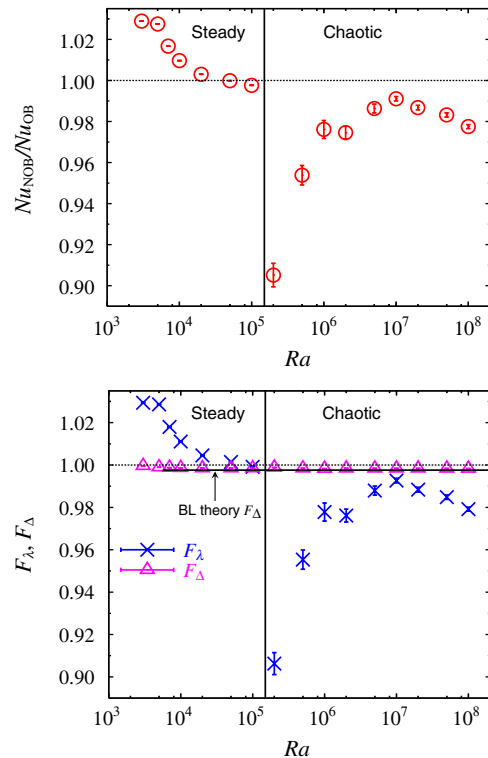 1.02
1.00
0.98
0.96
0.94
0.92
0.90
Nu_NOB/Nu_OB
Steady
Chaotic
10^3
10^4
10^5
10^6
10^7
10^8
Ra
1.02
1.00
0.98
0.96
0.94
0.92
0.90
F_λ, F_Δ
Steady
Chaotic
BL theory F_Δ
F_λ
F_Δ
10^3
10^4
10^5
10^6
10^7
10^8
Ra